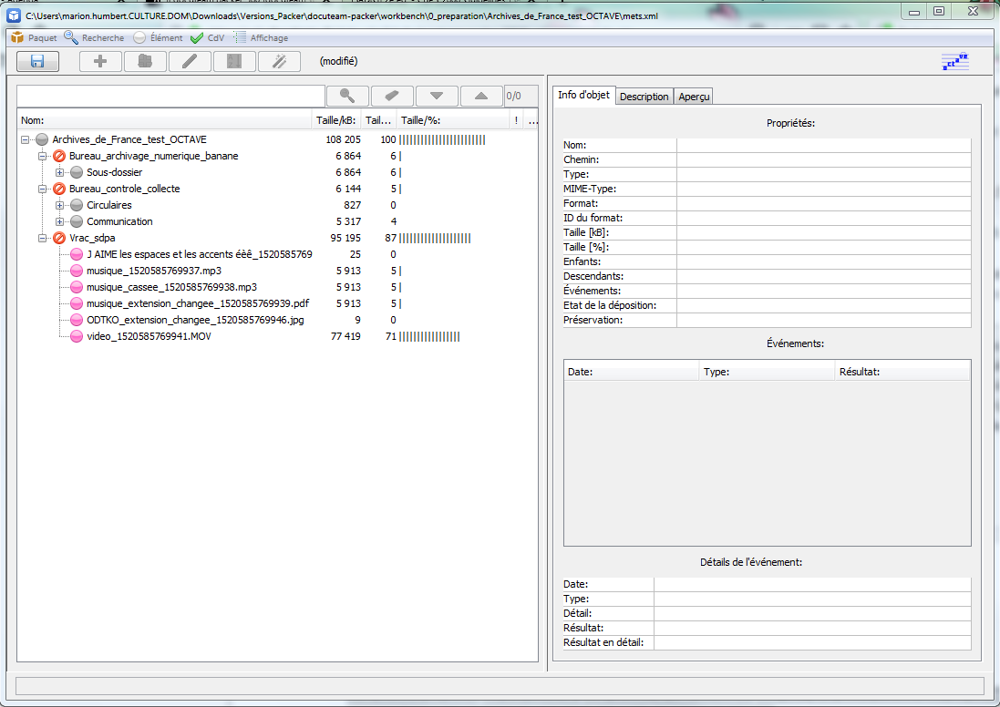 C:\Users\marion.humbert.CULTURE.DOM\Downloads\Versions_Packer\docuteam-packer\workbench\0_preparation\Archives_de_France_test_OCTAVE\mets.xml
Paquet Recherche Élément CdV Affichage
(modifié)
octave
0/0
Nom: Taille/kB: Tail... Taille/%: ! ...
Archives_de_France_test_OCTAVE 108 205 100
Bureau_archivage_numerique_banane 6 864 6
Sous-dossier 6 864 6
Bureau_controle_collecte 6 144 5
Circulaires 827 0
Communication 5 317 4
Vrac_sdpa 95 195 87
J AIME les espaces et les accents éèê_1520585769 25 0
musique_1520585769937.mp3 5 913 5
musique_cassee_1520585769938.mp3 5 913 5
musique_extension_changee_1520585769939.pdf 5 913 5
ODTKO_extension_changee_1520585769946.jpg 9 0
video_1520585769941.MOV 77 419 71
Info d'objet Description Aperçu
Propriétés:
Nom:
Chemin:
Type:
MIME-Type:
Format:
ID du format:
Taille [kB]:
Taille [%]:
Enfants:
Descendants:
Événements:
Etat de la déposition:
Préservation:
Événements:
Date: Type: Résultat:
Détails de l'événement:
Date:
Type:
Détail:
Résultat:
Résultat en détail: